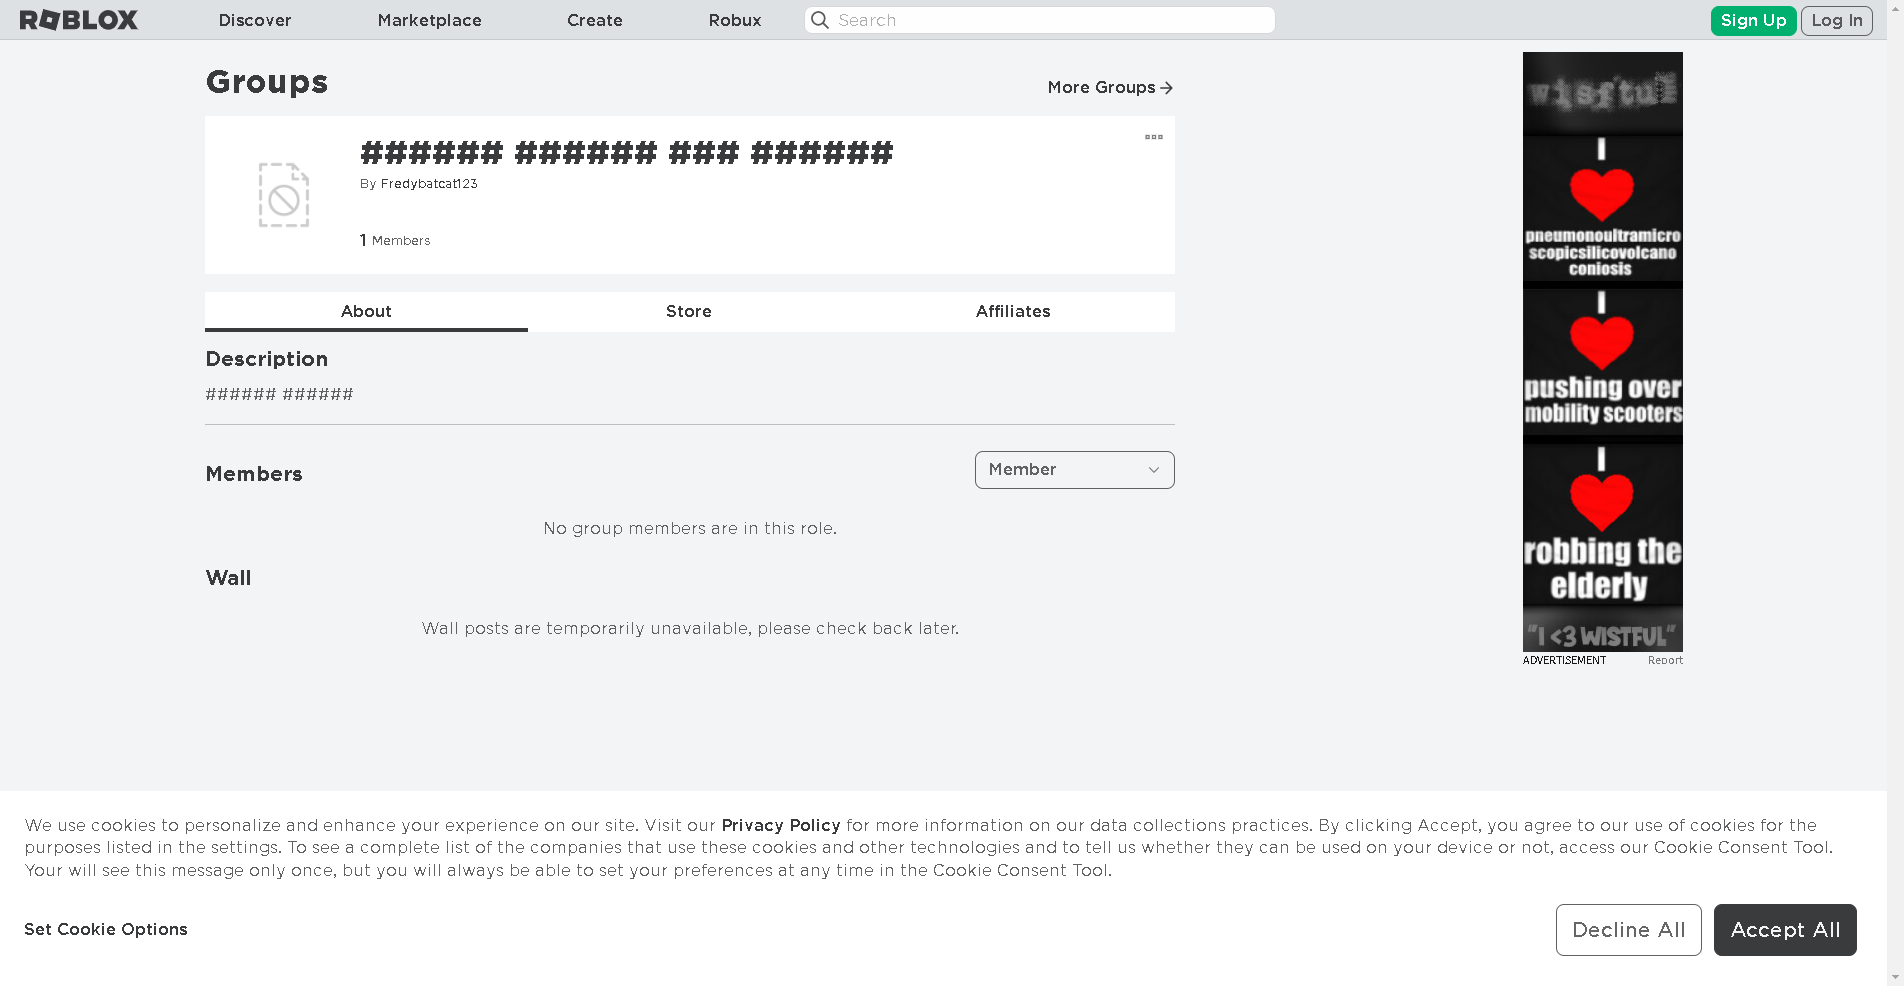 ROBLOX Discover Marketplace Create Robux Search Sign Up Log In
Groups
More Groups
###### ###### ### ######
By Fredybatcat123
1 Members
About Store Affiliates
Description
###### ######
Members
Member
No group members are in this role.
Wall
Wall posts are temporarily unavailable, please check back later.
wistful
I
pneumonoultramicro
scopicsilicovolcano
coniosis
I
pushing over
mobility scooters
I
robbing the
elderly
"I <3 WISTFUL"
ADVERTISEMENT Report
We use cookies to personalize and enhance your experience on our site. Visit our Privacy Policy for more information on our data collections practices. By clicking Accept, you agree to our use of cookies for the
purposes listed in the settings. To see a complete list of the companies that use these cookies and other technologies and to tell us whether they can be used on your device or not, access our Cookie Consent Tool.
Your will see this message only once, but you will always be able to set your preferences at any time in the Cookie Consent Tool.
Set Cookie Options
Decline All Accept All